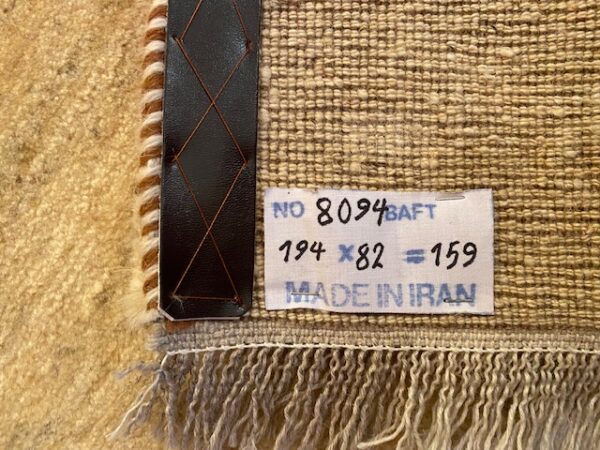 NO 8094 BAFT
194 x 82 = 159
MADE IN IRAN